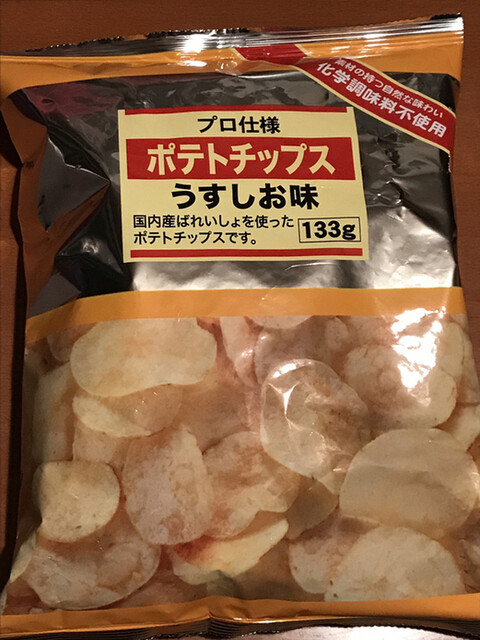 素材の持つ自然な味わい
化学調味料不使用
プロ仕様
ポテトチップス
うすしお味
国内産ばれいしょを使った
ポテトチップスです。
133g